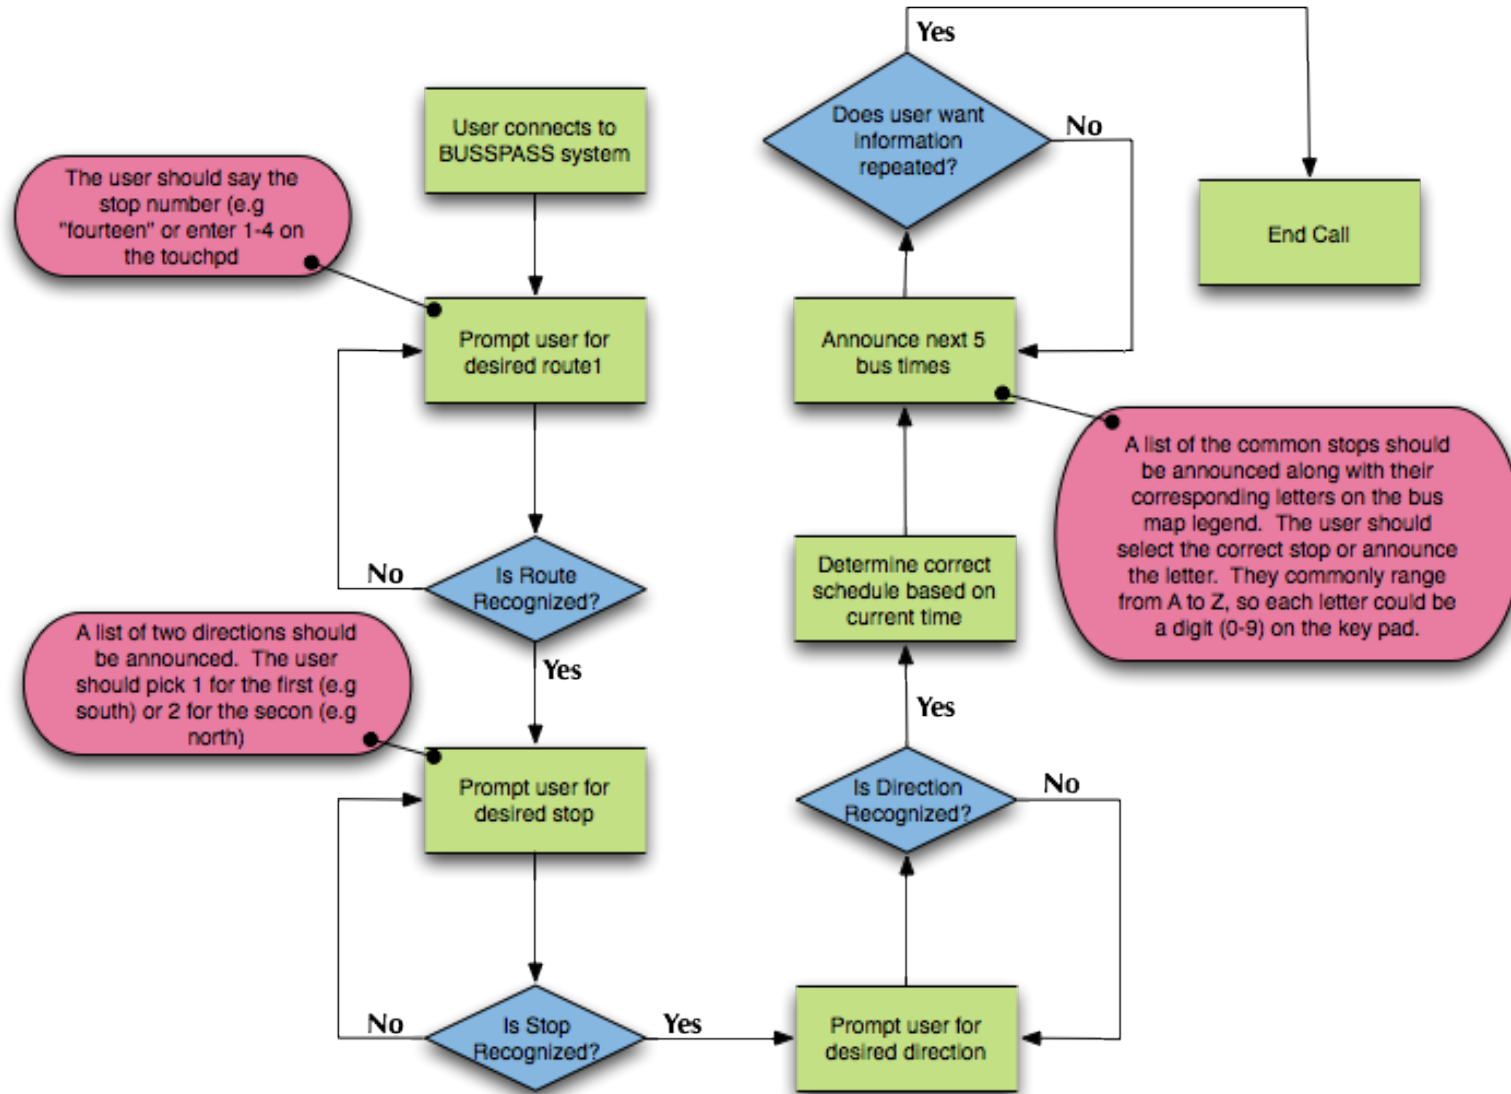 User connects to
BUSSPASS system
The user should say the
stop number (e.g
"fourteen" or enter 1-4 on
the touchpd
Prompt user for
desired route1
Is Route
Recognized?
No
Yes
A list of two directions should
be announced.  The user
should pick 1 for the first (e.g
south) or 2 for the secon (e.g
north)
Prompt user for
desired stop
Is Stop
Recognized?
No
Yes
Prompt user for
desired direction
Is Direction
Recognized?
No
Yes
Determine correct
schedule based on
current time
Announce next 5
bus times
A list of the common stops should
be announced along with their
corresponding letters on the bus
map legend.  The user should
select the correct stop or announce
the letter.  They commonly range
from A to Z, so each letter could be
a digit (0-9) on the key pad.
Does user want
information
repeated?
No
Yes
End Call